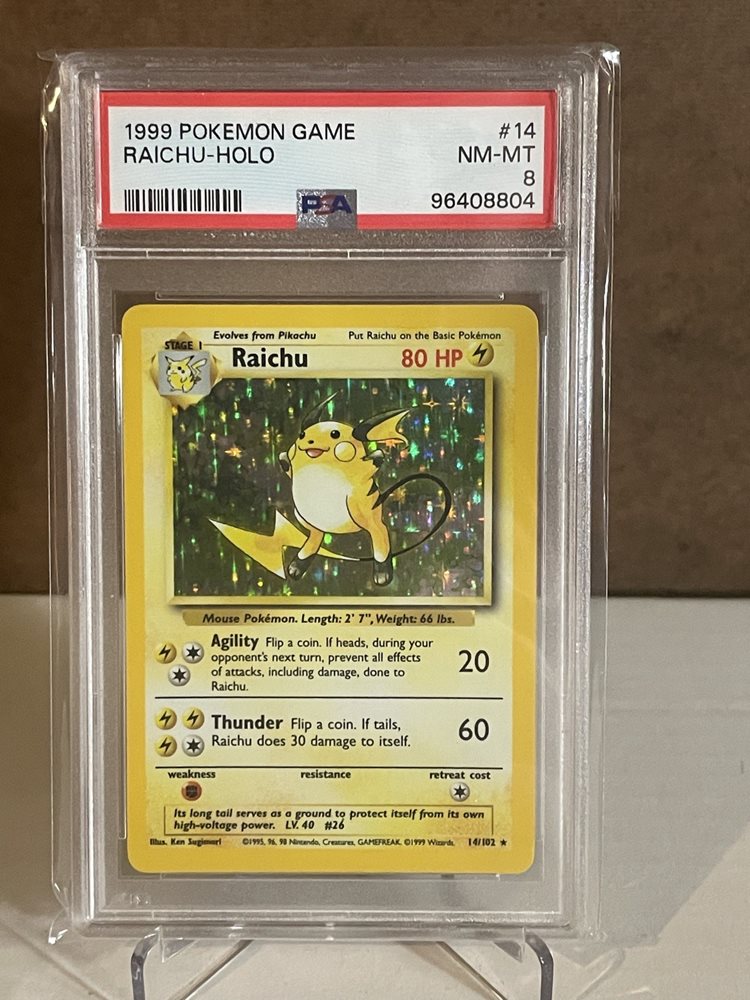 1999 POKEMON GAME #14
RAICHU-HOLO NM-MT
8
PSA 96408804
Evolves from Pikachu Put Raichu on the Basic Pokémon
STAGE 1
Raichu 80 HP
Mouse Pokémon. Length: 2' 7", Weight: 66 lbs.
Agility Flip a coin. If heads, during your
opponent's next turn, prevent all effects
of attacks, including damage, done to
Raichu.
20
Thunder Flip a coin. If tails,
Raichu does 30 damage to itself.
60
weakness resistance retreat cost
Its long tail serves as a ground to protect itself from its own
high-voltage power. LV. 40 #26
Illus. Ken Sugimori ©1995, 96, 98 Nintendo, Creatures, GAMEFREAK. ©1999 Wizards. 14/102 ★